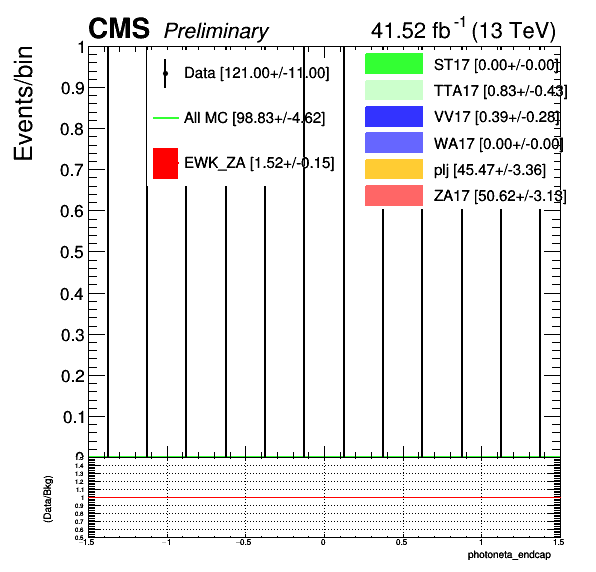 CMS Preliminary 41.52 fb⁻¹ (13 TeV)
Events/bin
1
0.9
0.8
0.7
0.6
0.5
0.4
0.3
0.2
0.1
Data [121.00+/-11.00]
All MC [98.83+/-4.62]
EWK_ZA [1.52+/-0.15]
ST17 [0.00+/-0.00]
TTA17 [0.83+/-0.43]
VV17 [0.39+/-0.28]
WA17 [0.00+/-0.00]
plj [45.47+/-3.36]
ZA17 [50.62+/-3.13]
(Data/Bkg)
1.4
1.3
1.2
1.1
1
0.9
0.8
0.7
0.6
0.5
-1.5 -1 -0.5 0 0.5 1 1.5
photoneta_endcap